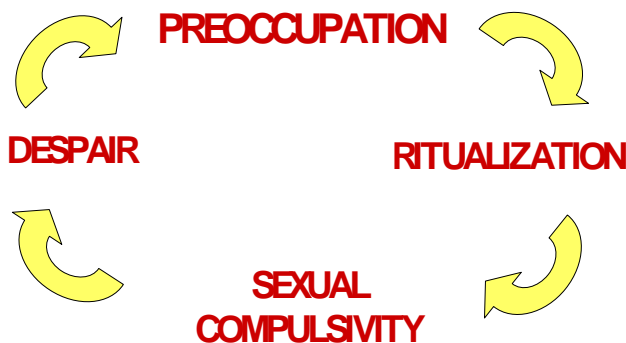 PREOCCUPATION
DESPAIR
RITUALIZATION
SEXUAL
COMPULSIVITY